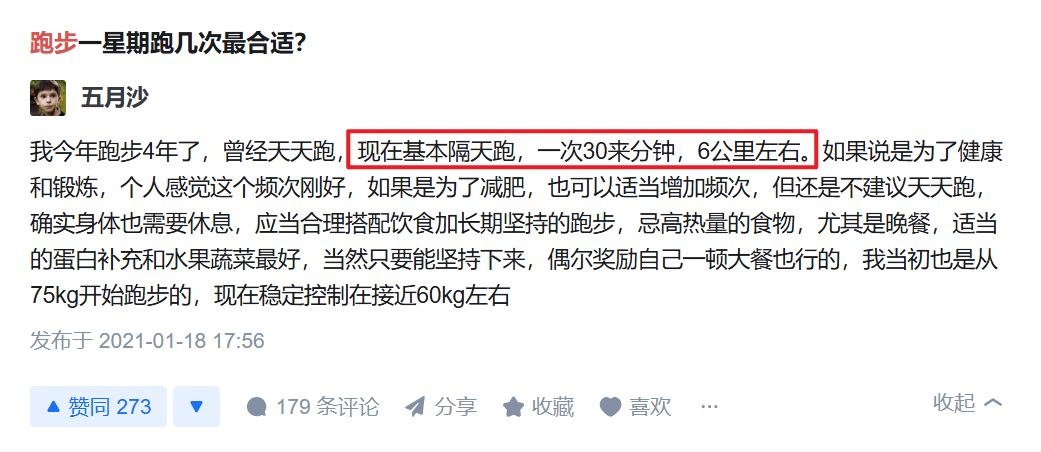 跑步一星期跑几次最合适？
五月沙
我今年跑步4年了，曾经天天跑，现在基本隔天跑，一次30来分钟，6公里左右。如果说是为了健康
和锻炼，个人感觉这个频次刚好，如果是为了减肥，也可以适当增加频次，但还是不建议天天跑，
确实身体也需要休息，应当合理搭配饮食加长期坚持的跑步，忌高热量的食物，尤其是晚餐，适当
的蛋白补充和水果蔬菜最好，当然只要能坚持下来，偶尔奖励自己一顿大餐也行的，我当初也是从
75kg开始跑步的，现在稳定控制在接近60kg左右
发布于 2021-01-18 17:56
赞同 273 179 条评论 分享 收藏 喜欢 ··· 收起